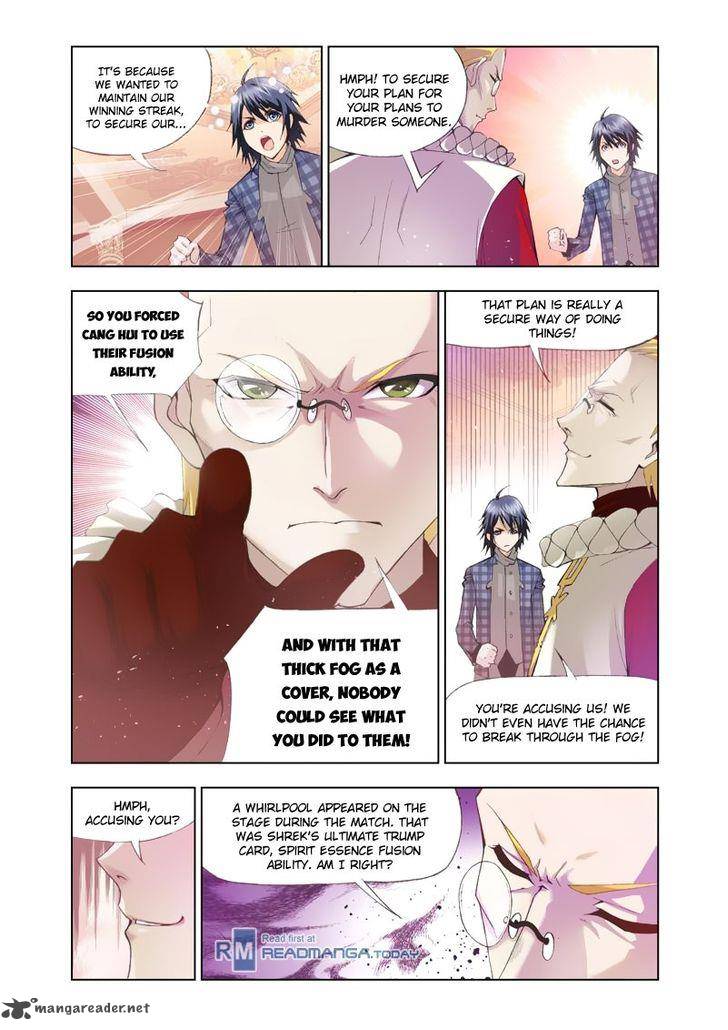 IT'S BECAUSE
WE WANTED TO
MAINTAIN OUR
WINNING STREAK,
TO SECURE OUR...
HMPH! TO SECURE
YOUR PLAN FOR
YOUR PLANS TO
MURDER SOMEONE.
SO YOU FORCED
CANG HUI TO USE
THEIR FUSION
ABILITY,
AND WITH THAT
THICK FOG AS A
COVER, NOBODY
COULD SEE WHAT
YOU DID TO THEM!
THAT PLAN IS REALLY A
SECURE WAY OF DOING
THINGS!
YOU'RE ACCUSING US! WE
DIDN'T EVEN HAVE THE CHANCE
TO BREAK THROUGH THE FOG!
HMPH,
ACCUSING YOU?
A WHIRLPOOL APPEARED ON THE
STAGE DURING THE MATCH. THAT
WAS SHREK'S ULTIMATE TRUMP
CARD, SPIRIT ESSENCE FUSION
ABILITY. AM I RIGHT?
RM
Read first at
READMANGA.TODAY
mangareader.net